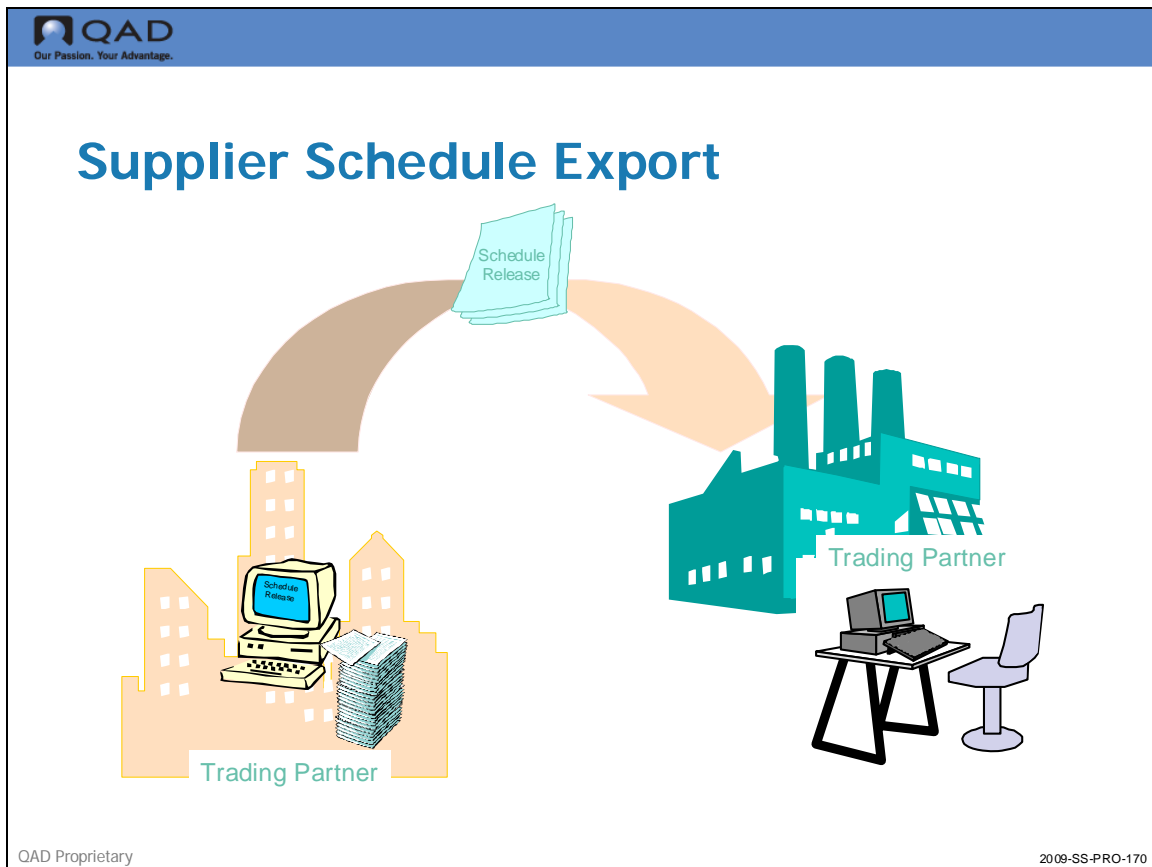 QAD
Our Passion. Your Advantage.
Supplier Schedule Export
Schedule
Release
Trading Partner
Schedule
Release
Trading Partner
QAD Proprietary
2009-SS-PRO-170